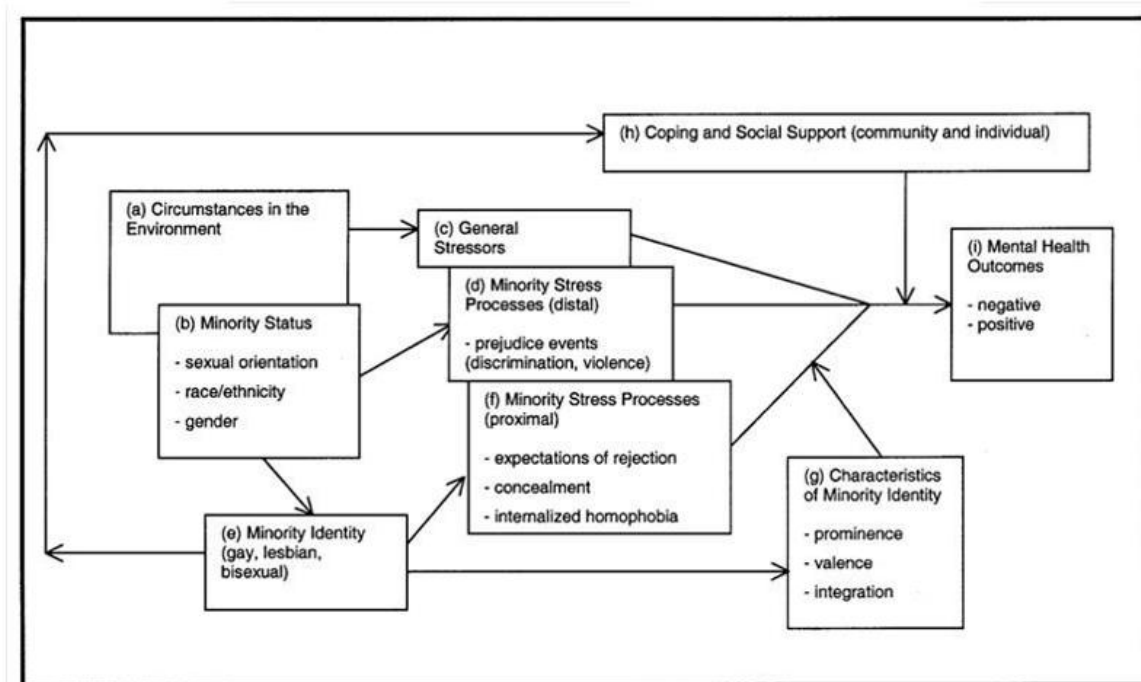 (h) Coping and Social Support (community and individual)
(a) Circumstances in the
Environment
(c) General
Stressors
(i) Mental Health
Outcomes
- negative
- positive
(d) Minority Stress
Processes (distal)
- prejudice events
(discrimination, violence)
(b) Minority Status
- sexual orientation
- race/ethnicity
- gender
(f) Minority Stress Processes
(proximal)
- expectations of rejection
- concealment
- internalized homophobia
(g) Characteristics
of Minority Identity
- prominence
- valence
- integration
(e) Minority Identity
(gay, lesbian,
bisexual)